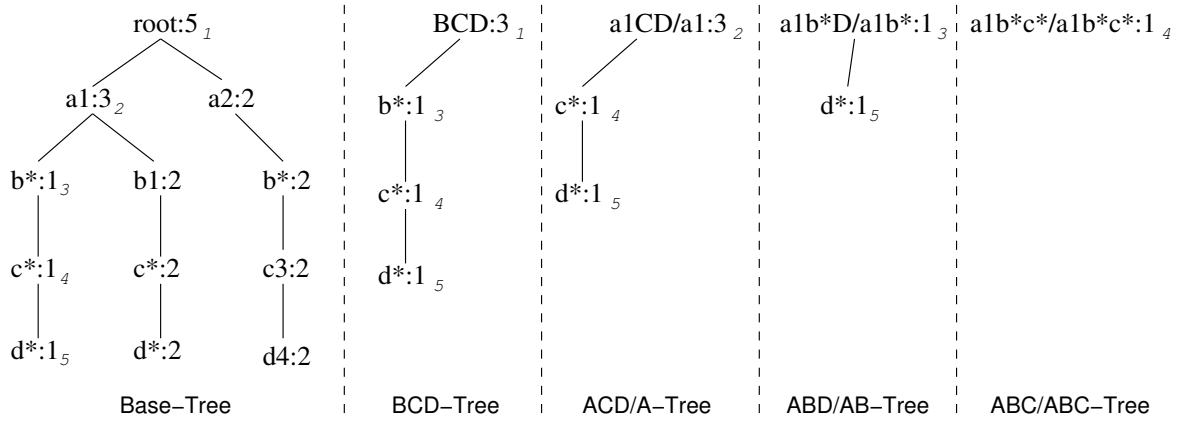 root:5 1 BCD:3 1 a1CD/a1:3 2 a1b*D/a1b*:1 3 a1b*c*/a1b*c*:1 4
a1:3 2 a2:2 b*:1 3 c*:1 4 d*:1 5
b*:1 3 b1:2 b*:2 c*:1 4 d*:1 5
c*:1 4 c*:2 c3:2 d*:1 5
d*:1 5 d*:2 d4:2
Base–Tree BCD–Tree ACD/A–Tree ABD/AB–Tree ABC/ABC–Tree